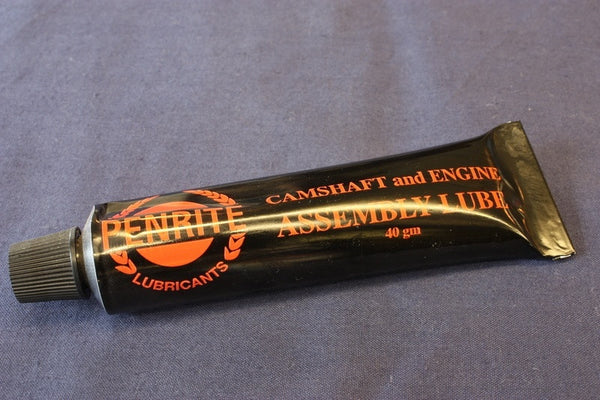 PENRITE
LUBRICANTS
CAMSHAFT and ENGINE
ASSEMBLY LUBE
40 gm